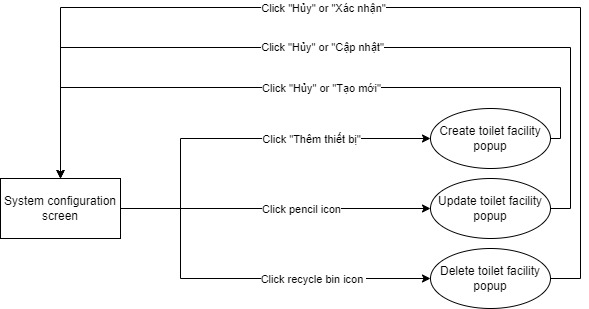 Click "Hủy" or "Xác nhận"
Click "Hủy" or "Cập nhật"
Click "Hủy" or "Tạo mới"
Click "Thêm thiết bị"
Create toilet facility
popup
System configuration
screen
Click pencil icon
Update toilet facility
popup
Click recycle bin icon
Delete toilet facility
popup